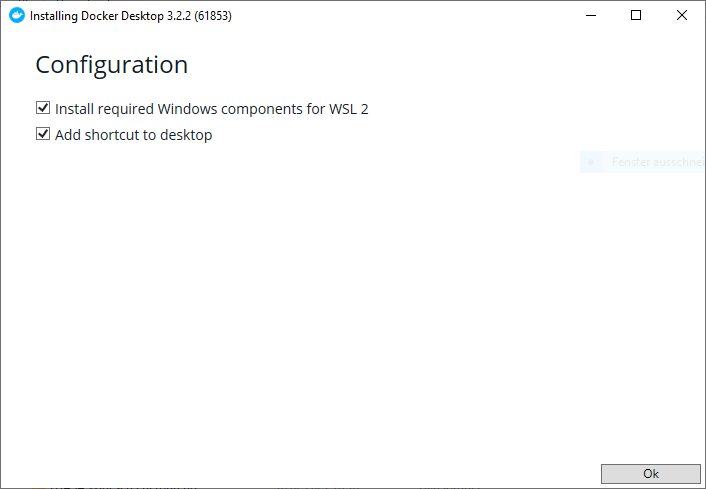 Installing Docker Desktop 3.2.2 (61853)
Configuration
Install required Windows components for WSL 2
Add shortcut to desktop
Fenster ausschne
Ok